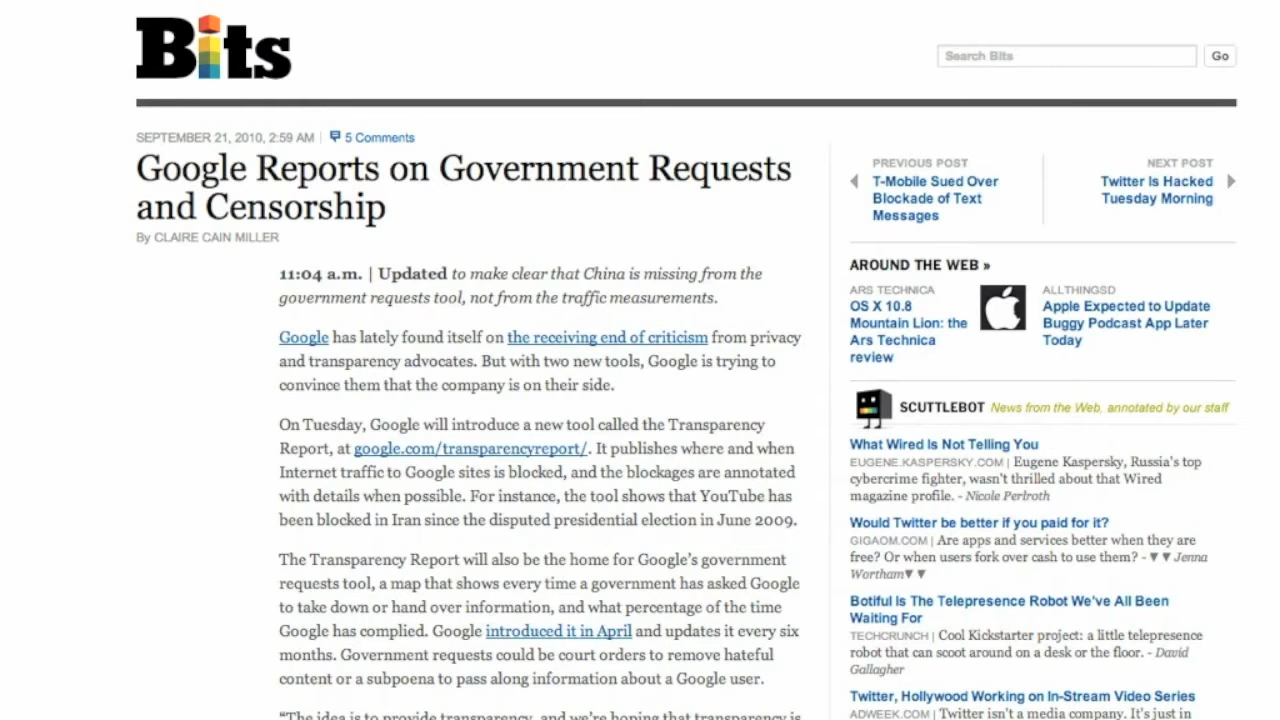 Bits
Search Bits
Go
SEPTEMBER 21, 2010, 2:59 AM | 5 Comments
Google Reports on Government Requests
and Censorship
By CLAIRE CAIN MILLER
11:04 a.m. | Updated to make clear that China is missing from the
government requests tool, not from the traffic measurements.
Google has lately found itself on the receiving end of criticism from privacy
and transparency advocates. But with two new tools, Google is trying to
convince them that the company is on their side.
On Tuesday, Google will introduce a new tool called the Transparency
Report, at google.com/transparencyreport/. It publishes where and when
Internet traffic to Google sites is blocked, and the blockages are annotated
with details when possible. For instance, the tool shows that YouTube has
been blocked in Iran since the disputed presidential election in June 2009.
The Transparency Report will also be the home for Google's government
requests tool, a map that shows every time a government has asked Google
to take down or hand over information, and what percentage of the time
Google has complied. Google introduced it in April and updates it every six
months. Government requests could be court orders to remove hateful
content or a subpoena to pass along information about a Google user.
“The idea is to provide transparency, and we're hoping that transparency is
PREVIOUS POST
T-Mobile Sued Over
Blockade of Text
Messages
NEXT POST
Twitter Is Hacked
Tuesday Morning
AROUND THE WEB »
ARS TECHNICA
OS X 10.8
Mountain Lion: the
Ars Technica
review
ALLTHINGSD
Apple Expected to Update
Buggy Podcast App Later
Today
SCUTTLEBOT News from the Web, annotated by our staff
What Wired Is Not Telling You
EUGENE.KASPERSKY.COM | Eugene Kaspersky, Russia's top
cybercrime fighter, wasn't thrilled about that Wired
magazine profile. - Nicole Perlroth
Would Twitter be better if you paid for it?
GIGAOM.COM | Are apps and services better when they are
free? Or when users fork over cash to use them? - ▼ ▼ Jenna
Wortham▼ ▼
Botiful Is The Telepresence Robot We've All Been
Waiting For
TECHCRUNCH | Cool Kickstarter project: a little telepresence
robot that can scoot around on a desk or the floor. - David
Gallagher
Twitter, Hollywood Working on In-Stream Video Series
ADWEEK.COM | Twitter isn't a media company. It's just in